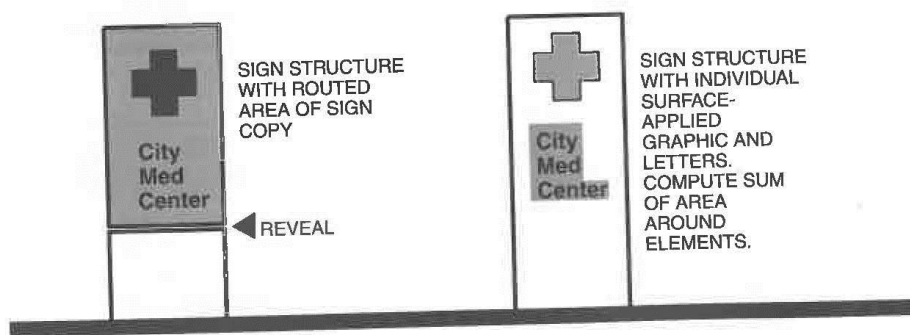 City
Med
Center
SIGN STRUCTURE
WITH ROUTED
AREA OF SIGN
COPY
REVEAL
City
Med
Center
SIGN STRUCTURE
WITH INDIVIDUAL
SURFACE-
APPLIED
GRAPHIC AND
LETTERS.
COMPUTE SUM
OF AREA
AROUND
ELEMENTS.